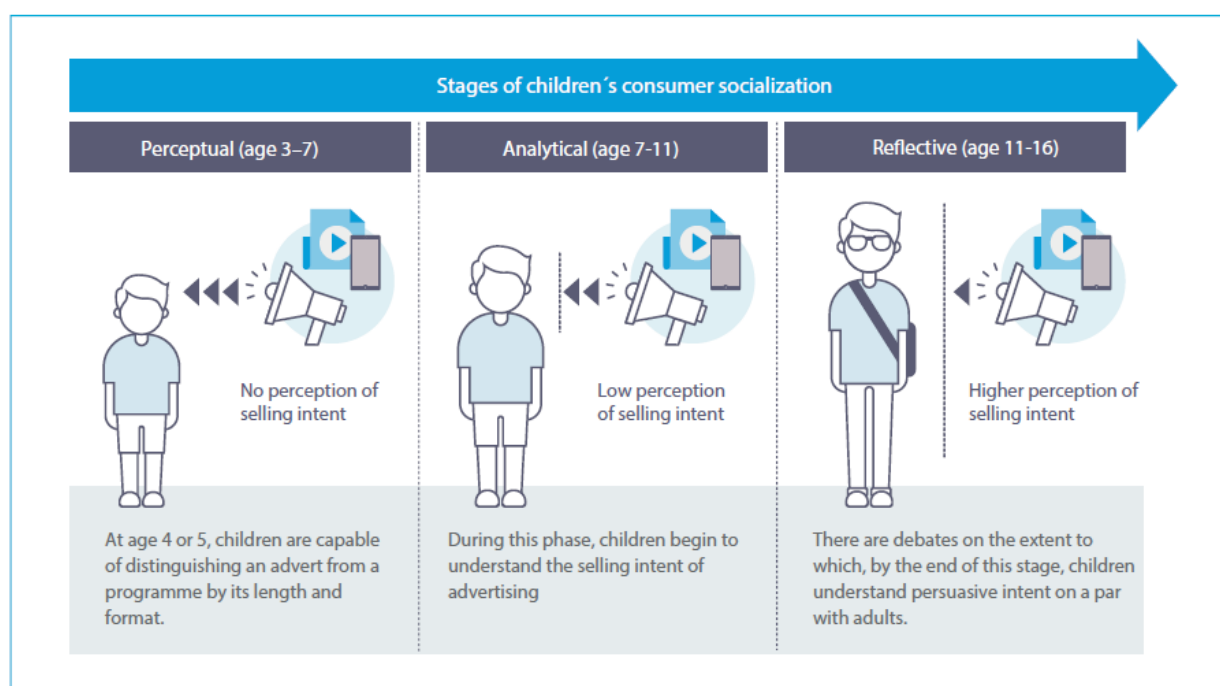 Stages of children´s consumer socialization
Perceptual (age 3–7)
Analytical (age 7-11)
Reflective (age 11-16)
No perception of
selling intent
Low perception
of selling intent
Higher perception of
selling intent
At age 4 or 5, children are capable
of distinguishing an advert from a
programme by its length and
format.
During this phase, children begin to
understand the selling intent of
advertising
There are debates on the extent to
which, by the end of this stage, children
understand persuasive intent on a par
with adults.